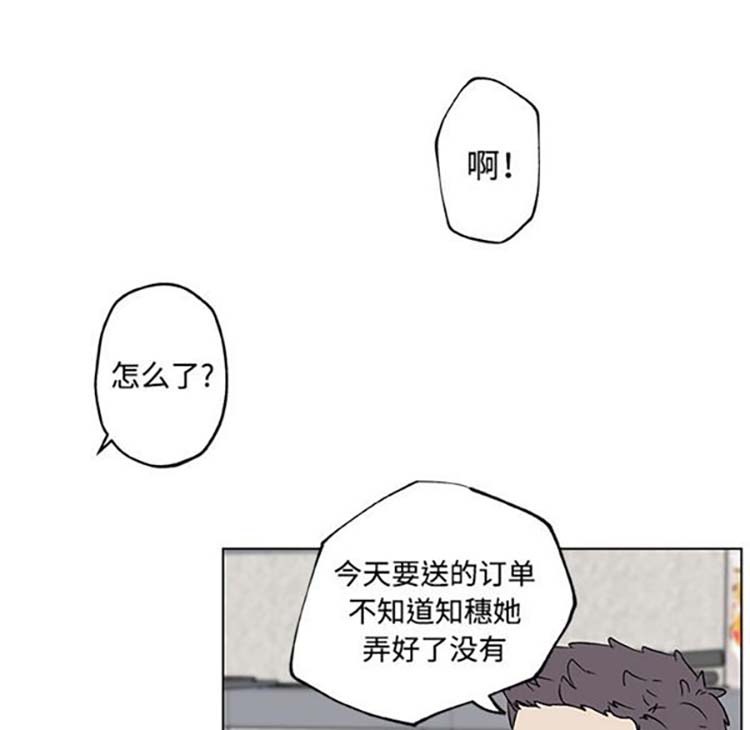 啊！
怎么了？
今天要送的订单
不知道知穗她
弄好了没有